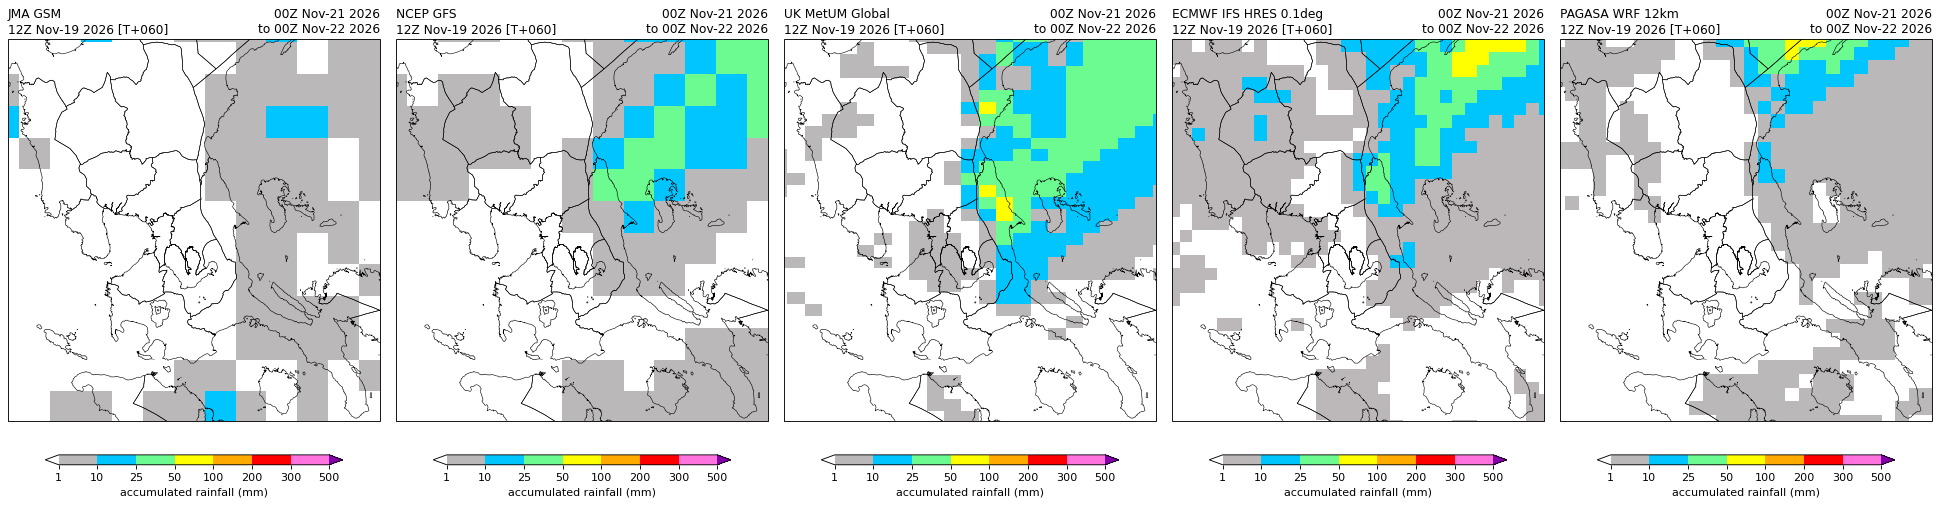 JMA GSM
00Z Nov-21 2026
12Z Nov-19 2026 [T+060]
to 00Z Nov-22 2026
1 10 25 50 100 200 300 500
accumulated rainfall (mm)
NCEP GFS
00Z Nov-21 2026
12Z Nov-19 2026 [T+060]
to 00Z Nov-22 2026
1 10 25 50 100 200 300 500
accumulated rainfall (mm)
UK MetUM Global
00Z Nov-21 2026
12Z Nov-19 2026 [T+060]
to 00Z Nov-22 2026
1 10 25 50 100 200 300 500
accumulated rainfall (mm)
ECMWF IFS HRES 0.1deg
00Z Nov-21 2026
12Z Nov-19 2026 [T+060]
to 00Z Nov-22 2026
1 10 25 50 100 200 300 500
accumulated rainfall (mm)
PAGASA WRF 12km
00Z Nov-21 2026
12Z Nov-19 2026 [T+060]
to 00Z Nov-22 2026
1 10 25 50 100 200 300 500
accumulated rainfall (mm)